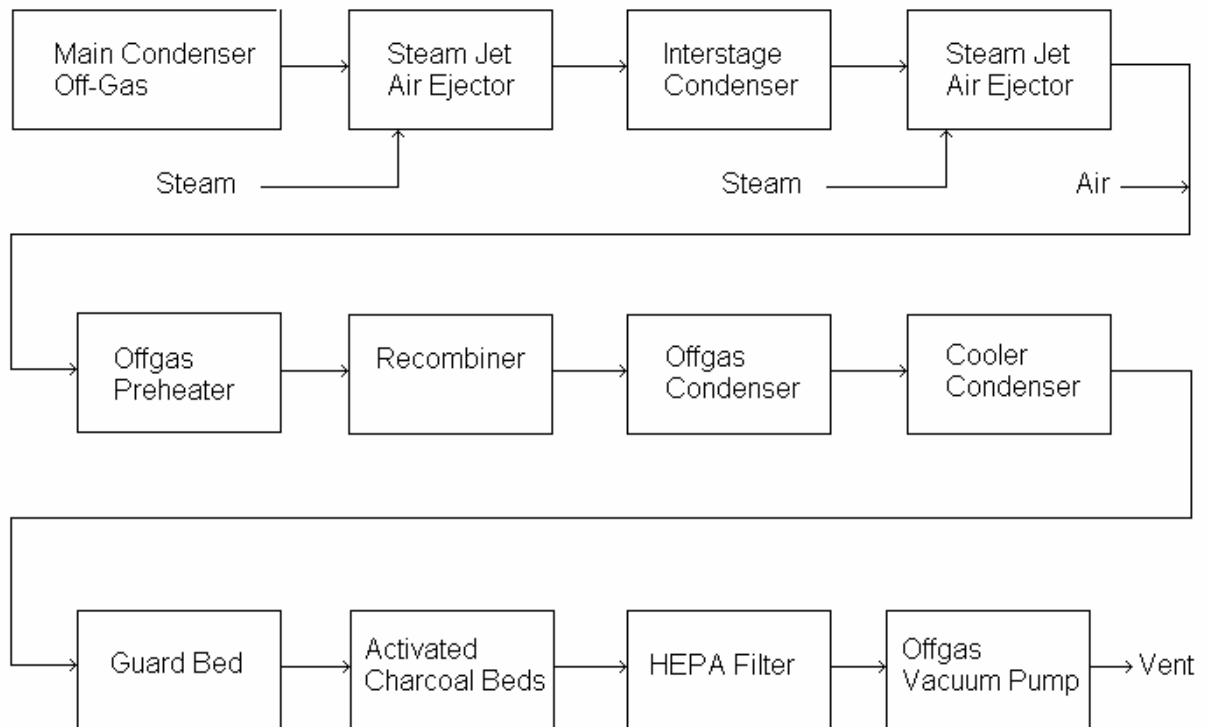 Main Condenser
Off-Gas
Steam Jet
Air Ejector
Interstage
Condenser
Steam Jet
Air Ejector
Steam
Steam
Air
Offgas
Preheater
Recombiner
Offgas
Condenser
Cooler
Condenser
Guard Bed
Activated
Charcoal Beds
HEPA Filter
Offgas
Vacuum Pump
Vent